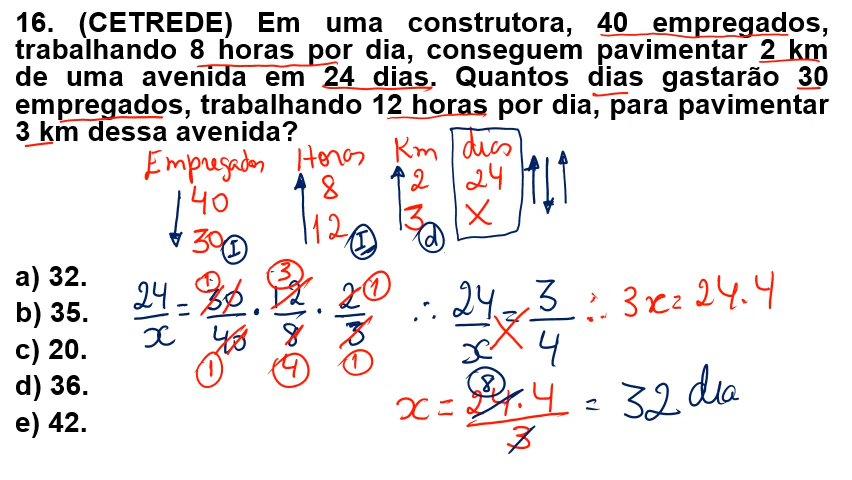 16. (CETREDE) Em uma construtora, 40 empregados,
trabalhando 8 horas por dia, conseguem pavimentar 2 km
de uma avenida em 24 dias. Quantos dias gastarão 30
empregados, trabalhando 12 horas por dia, para pavimentar
3 km dessa avenida?
Empregados Horas Km dias
40 8 2 24
30 I 12 I 3 d X
a) 32.
b) 35.
c) 20.
d) 36.
e) 42.
1 3 1
24/x = 30/40 . 12/8 . 2/3 ∴ 24/x = 3/4 ∴ 3x = 24.4
1 4 1
8
x = 24.4/3 = 32 dia